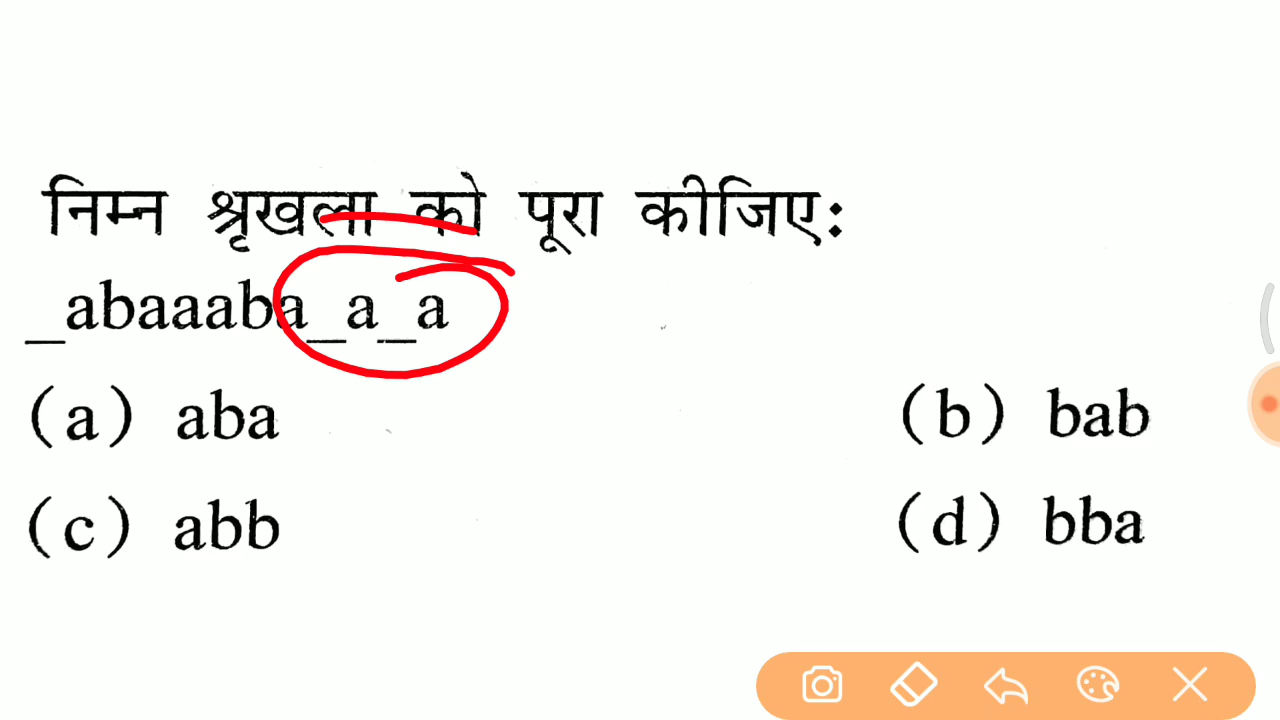 निम्न श्रृखला को पूरा कीजिए:
_abaaaba_a_a
(a) aba (b) bab
(c) abb (d) bba